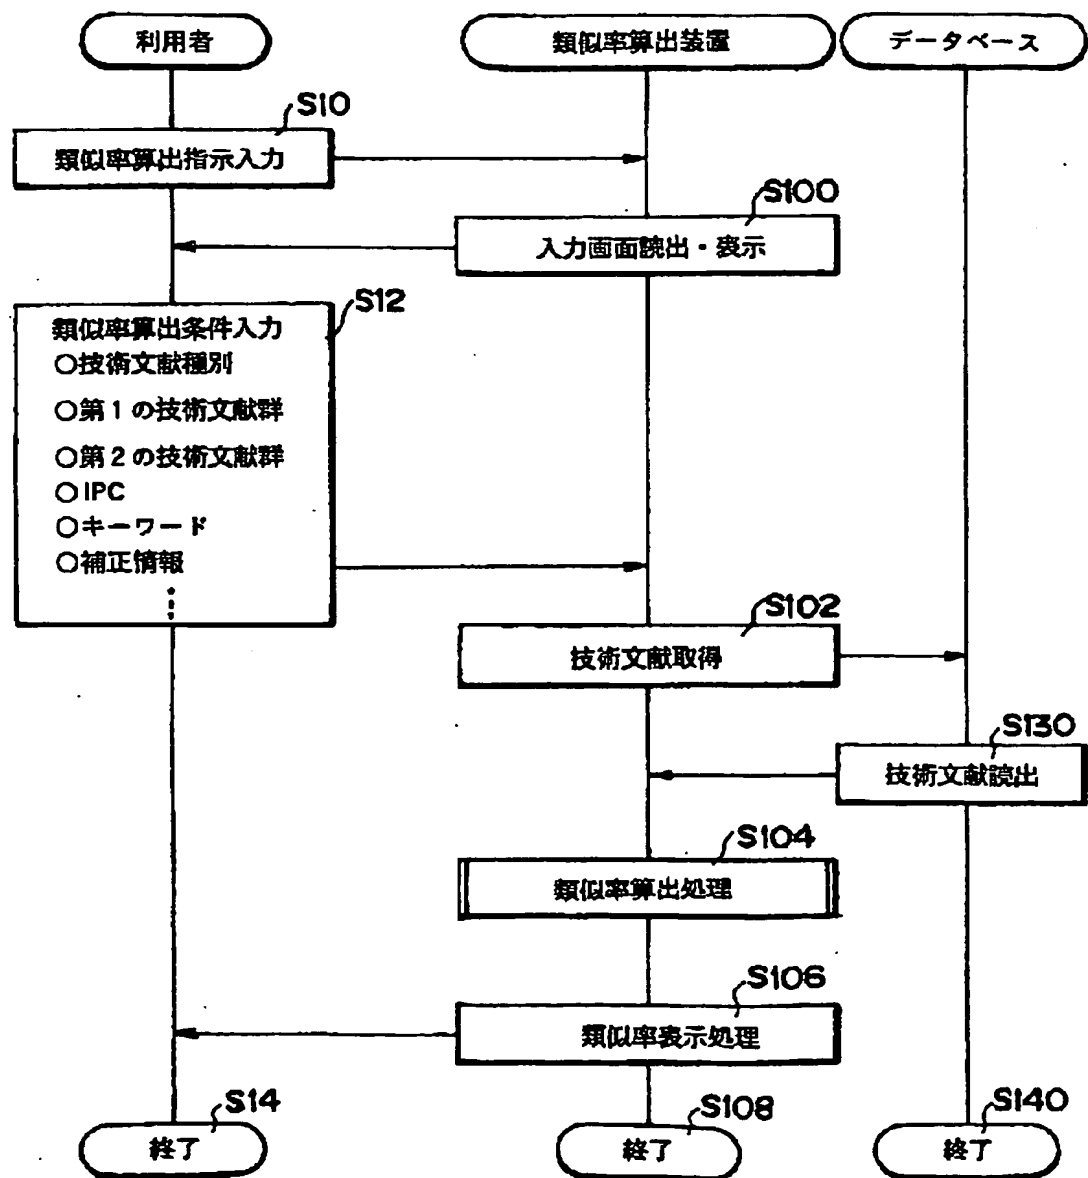 利用者
類似率算出装置
データベース
S10
類似率算出指示入力
S100
入力画面読出・表示
S12
類似率算出条件入力
○技術文献種別
○第1の技術文献群
○第2の技術文献群
○IPC
○キーワード
○補正情報
S102
技術文献取得
S130
技術文献読出
S104
類似率算出処理
S106
類似率表示処理
S14
終了
S108
終了
S140
終了